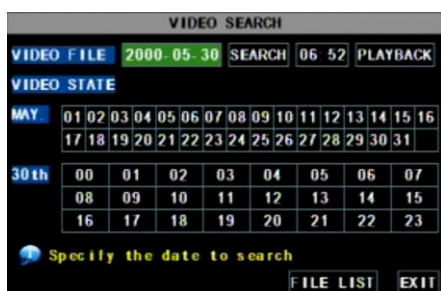 VIDEO SEARCH
VIDEO FILE 2000-05-30 SEARCH 06 52 PLAYBACK
VIDEO STATE
MAY. 01 02 03 04 05 06 07 08 09 10 11 12 13 14 15 16
17 18 19 20 21 22 23 24 25 26 27 28 29 30 31
30th 00 01 02 03 04 05 06 07
08 09 10 11 12 13 14 15
16 17 18 19 20 21 22 23
Specify the date to search
FILE LIST EXIT